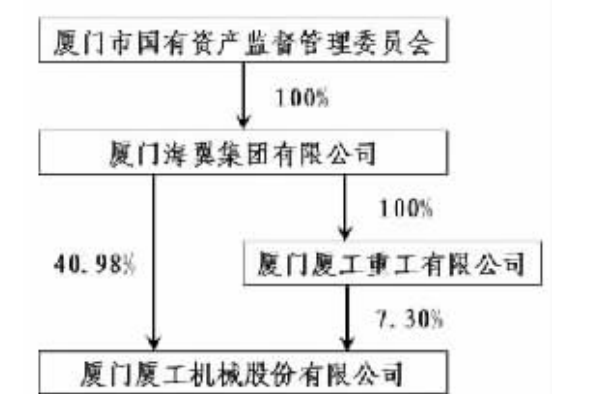 厦门市国有资产监督管理委员会
100%
厦门海翼集团有限公司
100%
40.98%
厦门厦工重工有限公司
7.30%
厦门厦工机械股份有限公司